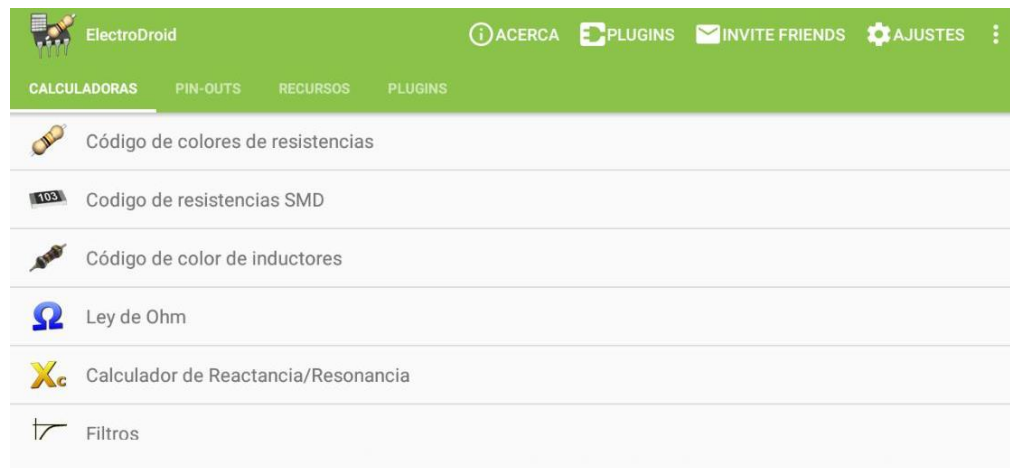 ElectroDroid
ACERCA PLUGINS INVITE FRIENDS AJUSTES
CALCULADORAS PIN-OUTS RECURSOS PLUGINS
Código de colores de resistencias
103
Codigo de resistencias SMD
Código de color de inductores
Ω Ley de Ohm
Xc Calculador de Reactancia/Resonancia
Filtros